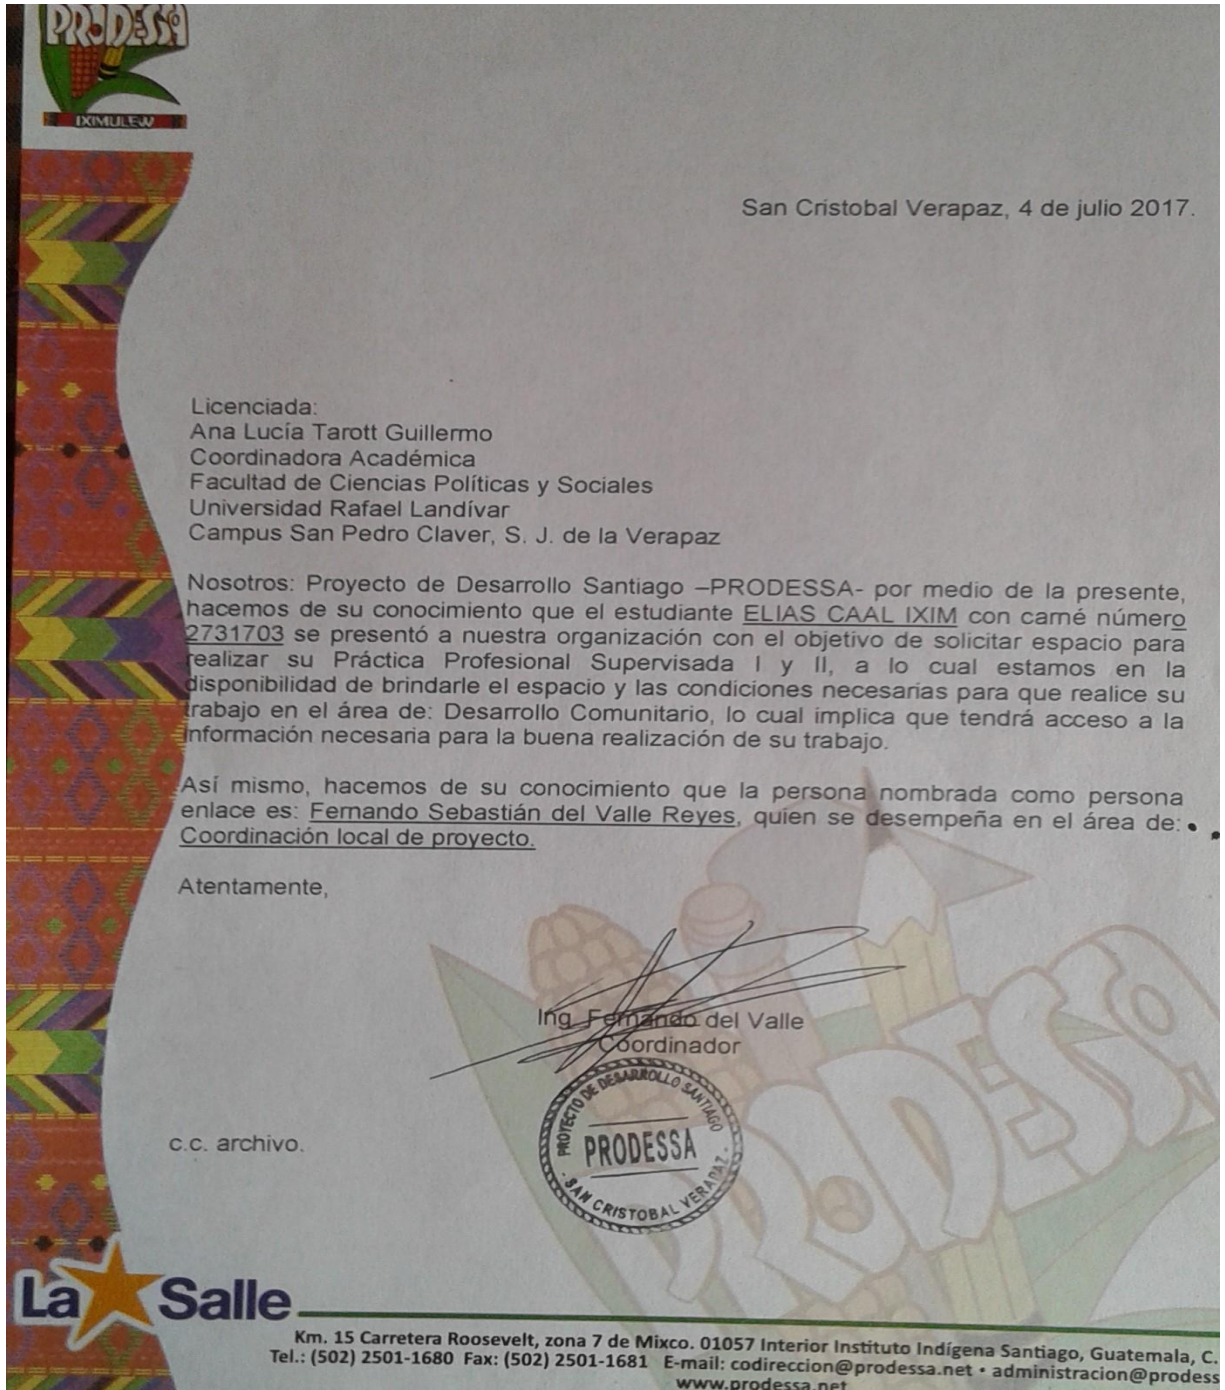 PRODESSA
IXIMULEW
San Cristobal Verapaz, 4 de julio 2017.
Licenciada:
Ana Lucía Tarott Guillermo
Coordinadora Académica
Facultad de Ciencias Políticas y Sociales
Universidad Rafael Landívar
Campus San Pedro Claver, S. J. de la Verapaz
Nosotros: Proyecto de Desarrollo Santiago –PRODESSA- por medio de la presente,
hacemos de su conocimiento que el estudiante ELIAS CAAL IXIM con carné número
2731703 se presentó a nuestra organización con el objetivo de solicitar espacio para
realizar su Práctica Profesional Supervisada I y II, a lo cual estamos en la
disponibilidad de brindarle el espacio y las condiciones necesarias para que realice su
trabajo en el área de: Desarrollo Comunitario, lo cual implica que tendrá acceso a la
información necesaria para la buena realización de su trabajo.
Así mismo, hacemos de su conocimiento que la persona nombrada como persona
enlace es: Fernando Sebastián del Valle Reyes, quien se desempeña en el área de:
Coordinación local de proyecto.
Atentamente,
Ing. Fernando del Valle
Coordinador
PROYECTO DE DESARROLLO SANTIAGO
PRODESSA
- SAN CRISTOBAL VERAPAZ -
c.c. archivo.
PRODESSA
La Salle
Km. 15 Carretera Roosevelt, zona 7 de Mixco. 01057 Interior Instituto Indígena Santiago, Guatemala, C.
Tel.: (502) 2501-1680 Fax: (502) 2501-1681 E-mail: codireccion@prodessa.net • administracion@prodess
www.prodessa.net